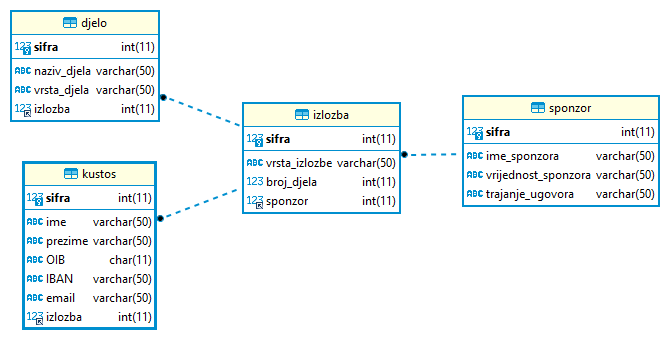 djelo
123 sifra int(11)
ABC naziv_djela varchar(50)
ABC vrsta_djela varchar(50)
123 izlozba int(11)
kustos
123 sifra int(11)
ABC ime varchar(50)
ABC prezime varchar(50)
ABC OIB char(11)
ABC IBAN varchar(50)
ABC email varchar(50)
123 izlozba int(11)
izlozba
123 sifra int(11)
ABC vrsta_izlozbe varchar(50)
123 broj_djela int(11)
123 sponzor int(11)
sponzor
123 sifra int(11)
ABC ime_sponzora varchar(50)
ABC vrijednost_sponzora varchar(50)
ABC trajanje_ugovora varchar(50)